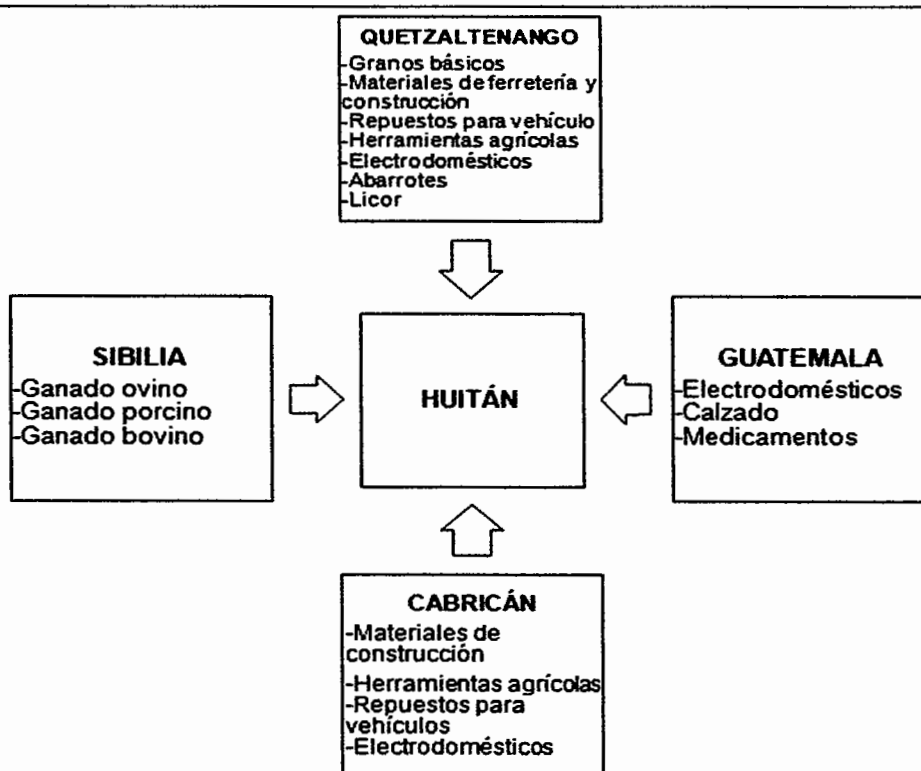 QUETZALTENANGO
-Granos básicos
-Materiales de ferretería y
construcción
-Repuestos para vehículo
-Herramientas agrícolas
-Electrodomésticos
-Abarrotes
-Licor
SIBILIA
-Ganado ovino
-Ganado porcino
-Ganado bovino
HUITÁN
GUATEMALA
-Electrodomésticos
-Calzado
-Medicamentos
CABRICÁN
-Materiales de
construcción
-Herramientas agrícolas
-Repuestos para
vehículos
-Electrodomésticos